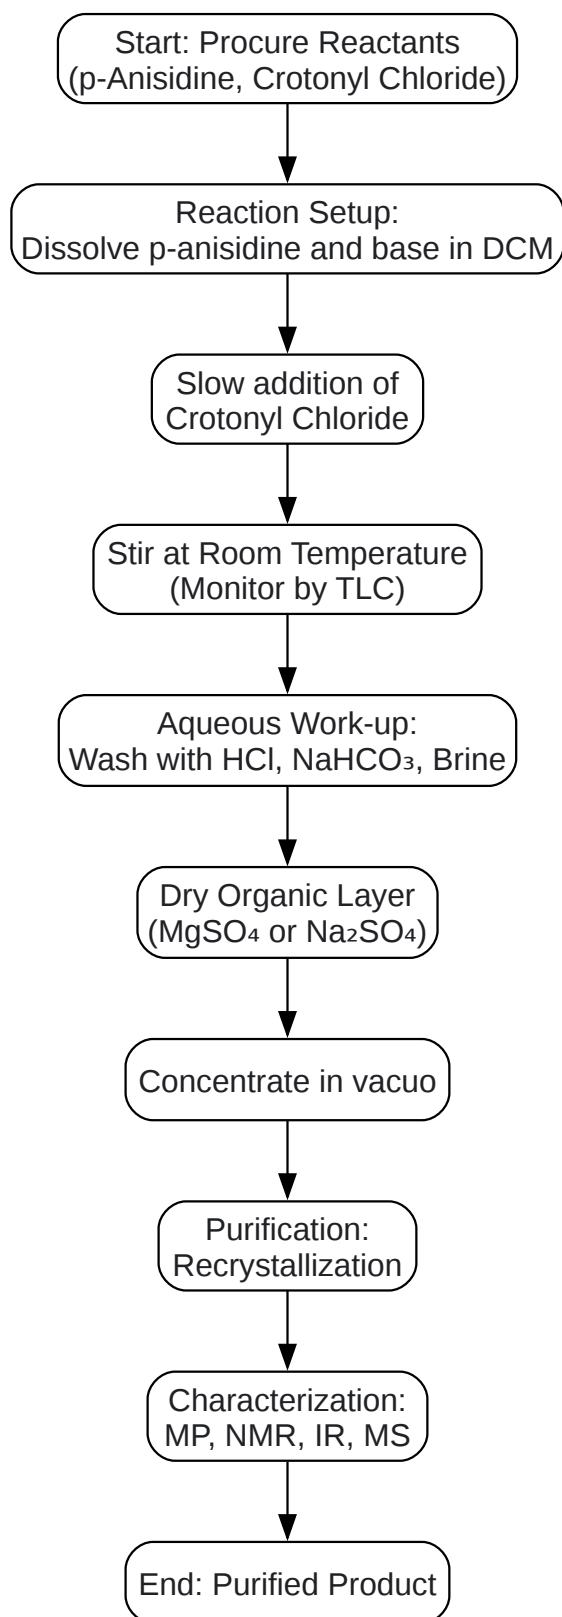 Start: Procure Reactants
(p-Anisidine, Crotonyl Chloride)
Reaction Setup:
Dissolve p-anisidine and base in DCM
Slow addition of
Crotonyl Chloride
Stir at Room Temperature
(Monitor by TLC)
Aqueous Work-up:
Wash with HCl, NaHCO₃, Brine
Dry Organic Layer
(MgSO₄ or Na₂SO₄)
Concentrate in vacuo
Purification:
Recrystallization
Characterization:
MP, NMR, IR, MS
End: Purified Product